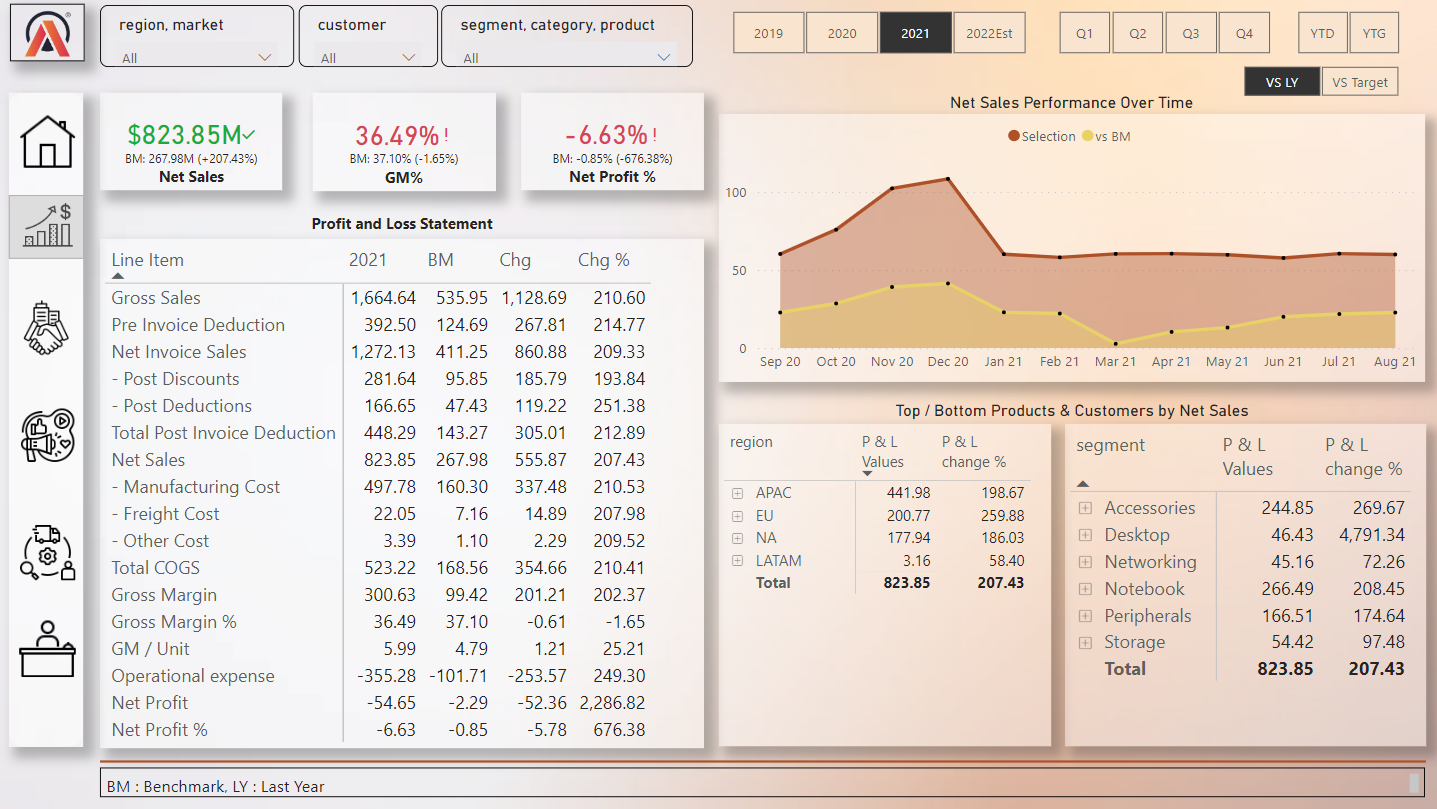 region, market
All
customer
All
segment, category, product
All
2019 2020 2021 2022Est
Q1 Q2 Q3 Q4
YTD YTG
VS LY VS Target
$823.85M
BM: 267.98M (+207.43%)
Net Sales
36.49% !
BM: 37.10% (-1.65%)
GM%
-6.63% !
BM: -0.85% (-676.38%)
Net Profit %
Profit and Loss Statement
Line Item 2021 BM Chg Chg %
Gross Sales 1,664.64 535.95 1,128.69 210.60
Pre Invoice Deduction 392.50 124.69 267.81 214.77
Net Invoice Sales 1,272.13 411.25 860.88 209.33
- Post Discounts 281.64 95.85 185.79 193.84
- Post Deductions 166.65 47.43 119.22 251.38
Total Post Invoice Deduction 448.29 143.27 305.01 212.89
Net Sales 823.85 267.98 555.87 207.43
- Manufacturing Cost 497.78 160.30 337.48 210.53
- Freight Cost 22.05 7.16 14.89 207.98
- Other Cost 3.39 1.10 2.29 209.52
Total COGS 523.22 168.56 354.66 210.41
Gross Margin 300.63 99.42 201.21 202.37
Gross Margin % 36.49 37.10 -0.61 -1.65
GM / Unit 5.99 4.79 1.21 25.21
Operational expense -355.28 -101.71 -253.57 249.30
Net Profit -54.65 -2.29 -52.36 2,286.82
Net Profit % -6.63 -0.85 -5.78 676.38
Net Sales Performance Over Time
Selection vs BM
100
50
0
Sep 20 Oct 20 Nov 20 Dec 20 Jan 21 Feb 21 Mar 21 Apr 21 May 21 Jun 21 Jul 21 Aug 21
Top / Bottom Products & Customers by Net Sales
region P & L Values P & L change %
APAC 441.98 198.67
EU 200.77 259.88
NA 177.94 186.03
LATAM 3.16 58.40
Total 823.85 207.43
segment P & L Values P & L change %
Accessories 244.85 269.67
Desktop 46.43 4,791.34
Networking 45.16 72.26
Notebook 266.49 208.45
Peripherals 166.51 174.64
Storage 54.42 97.48
Total 823.85 207.43
BM : Benchmark, LY : Last Year